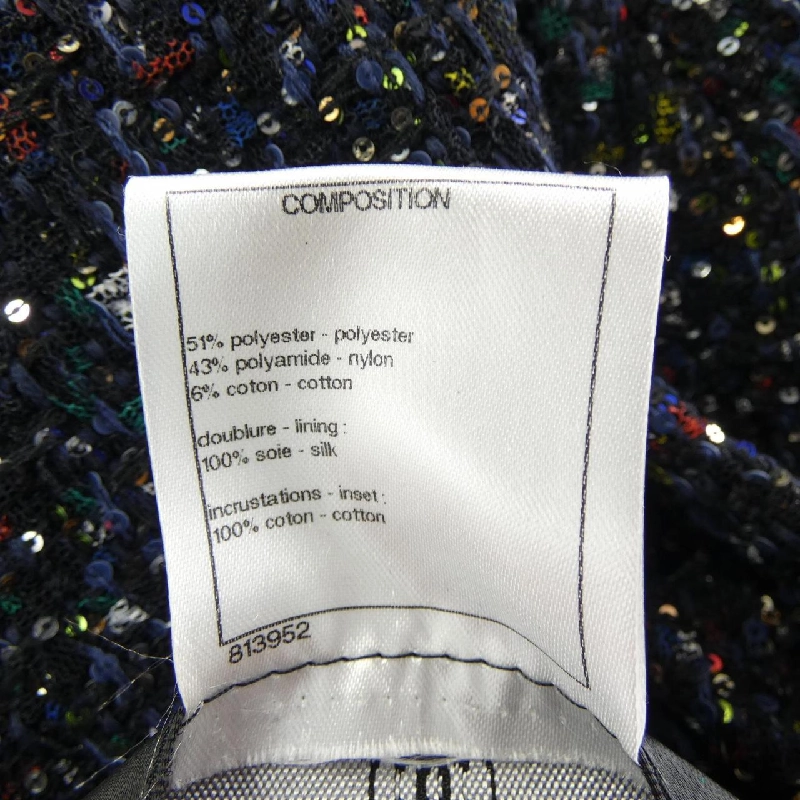 COMPOSITION
51% polyester - polyester
43% polyamide - nylon
6% coton - cotton
doublure - lining :
100% soie - silk
incrustations - inset :
100% coton - cotton
813952